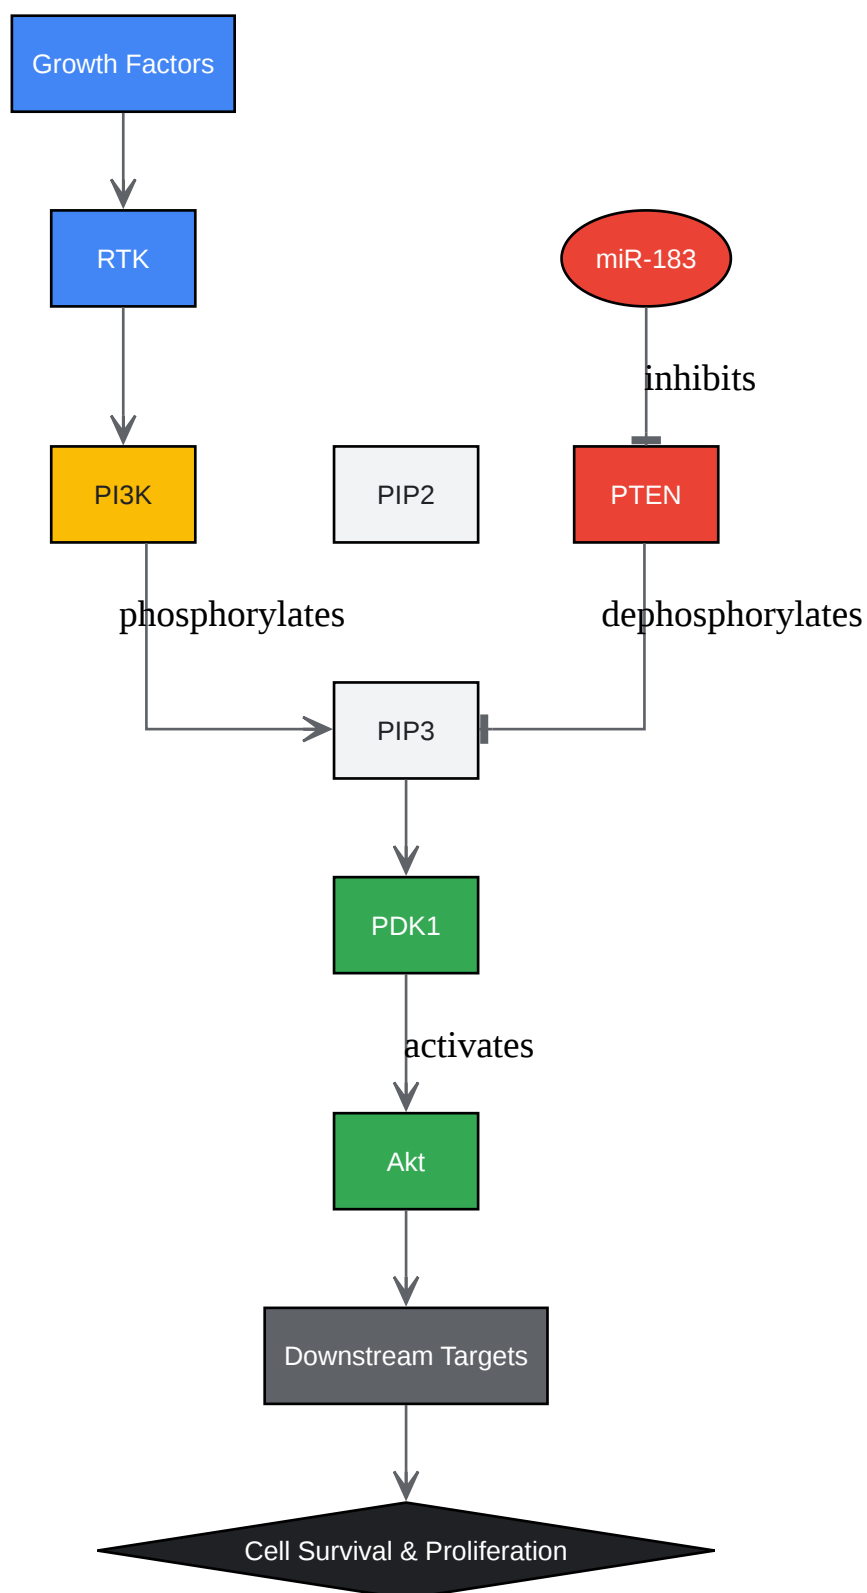 Growth Factors
RTK
miR-183
inhibits
PI3K
PIP2
PTEN
phosphorylates
dephosphorylates
PIP3
PDK1
activates
Akt
Downstream Targets
Cell Survival & Proliferation